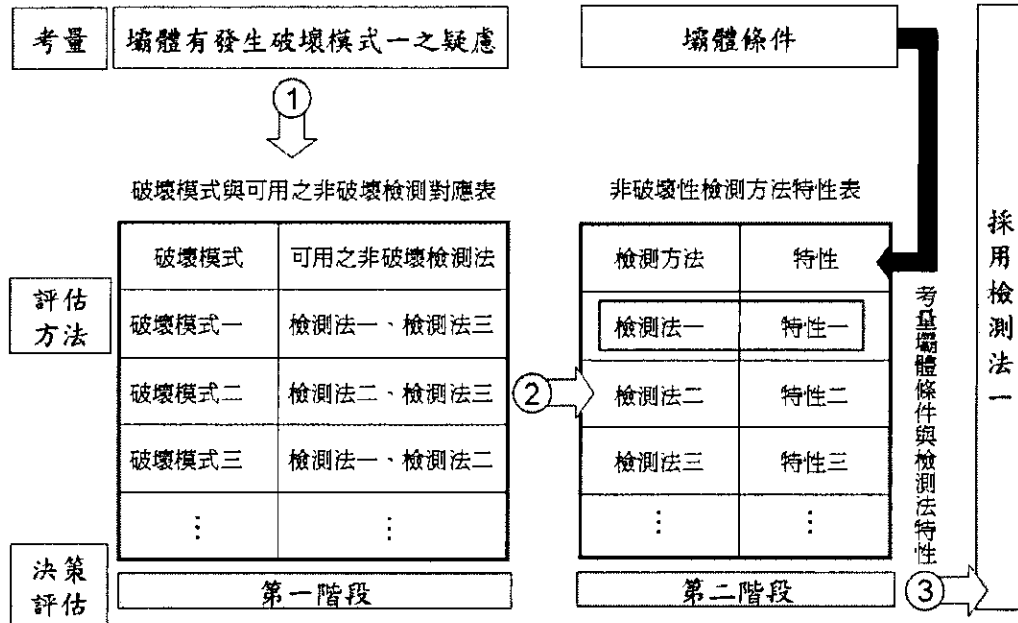 考量
壩體有發生破壞模式一之疑慮
壩體條件
1
破壞模式與可用之非破壞檢測對應表
非破壞性檢測方法特性表
評估
方法
破壞模式 可用之非破壞檢測法
破壞模式一 檢測法一、檢測法三
破壞模式二 檢測法二、檢測法三
破壞模式三 檢測法一、檢測法二
⋮ ⋮
2
檢測方法 特性
檢測法一 特性一
檢測法二 特性二
檢測法三 特性三
⋮ ⋮
考量壩體條件與檢測法特性
決策
評估
第一階段
第二階段
3
採用檢測法一